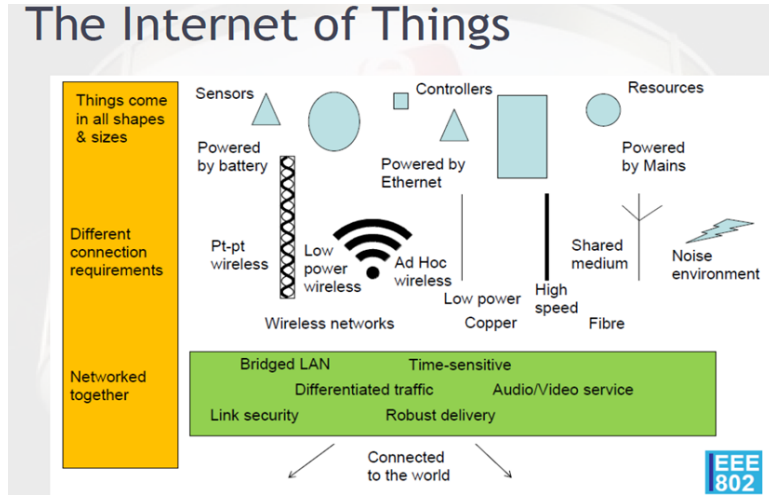 The Internet of Things
Things come
in all shapes
& sizes
Sensors
Controllers
Resources
Powered
by battery
Powered by
Ethernet
Powered
by Mains
Different
connection
requirements
Pt-pt
wireless
Low
power
wireless
Ad Hoc
wireless
Low power
High
speed
Shared
medium
Noise
environment
Wireless networks
Copper
Fibre
Networked
together
Bridged LAN
Time-sensitive
Differentiated traffic
Audio/Video service
Link security
Robust delivery
Connected
to the world
IEEE
802